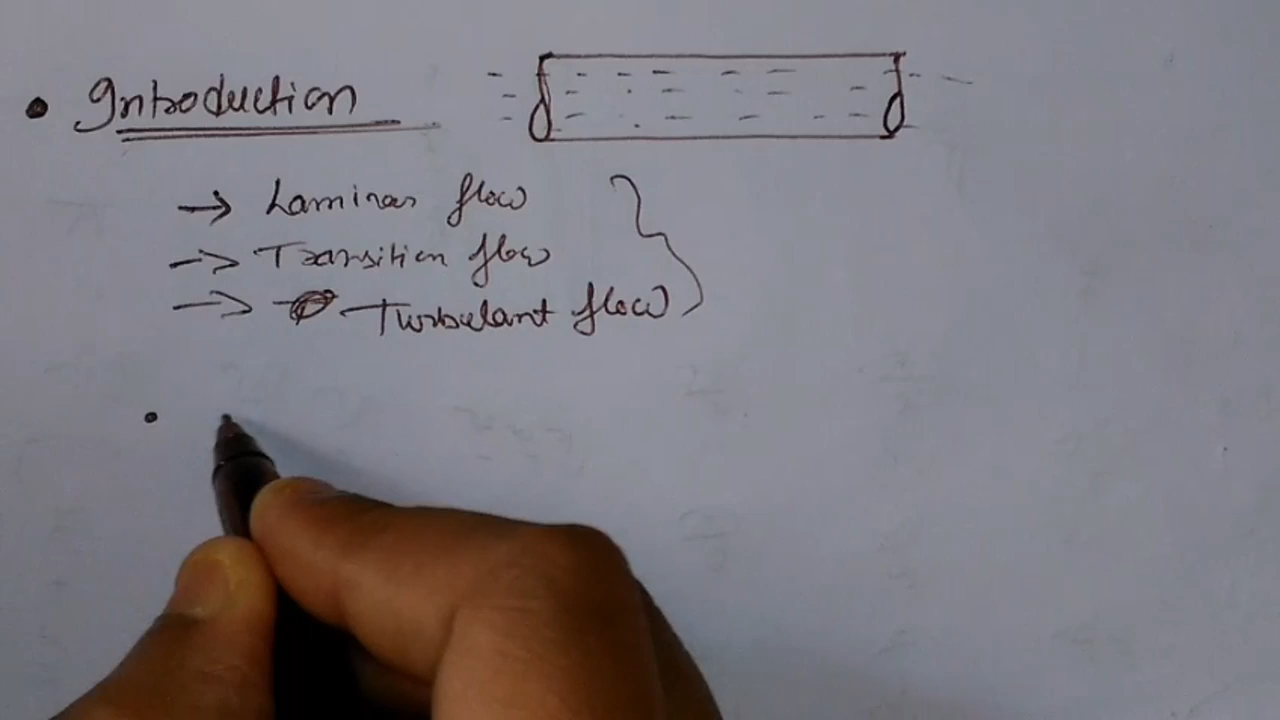 • Introduction
→ Laminar flow
→ Transition flow
→ Turbulant flow
•